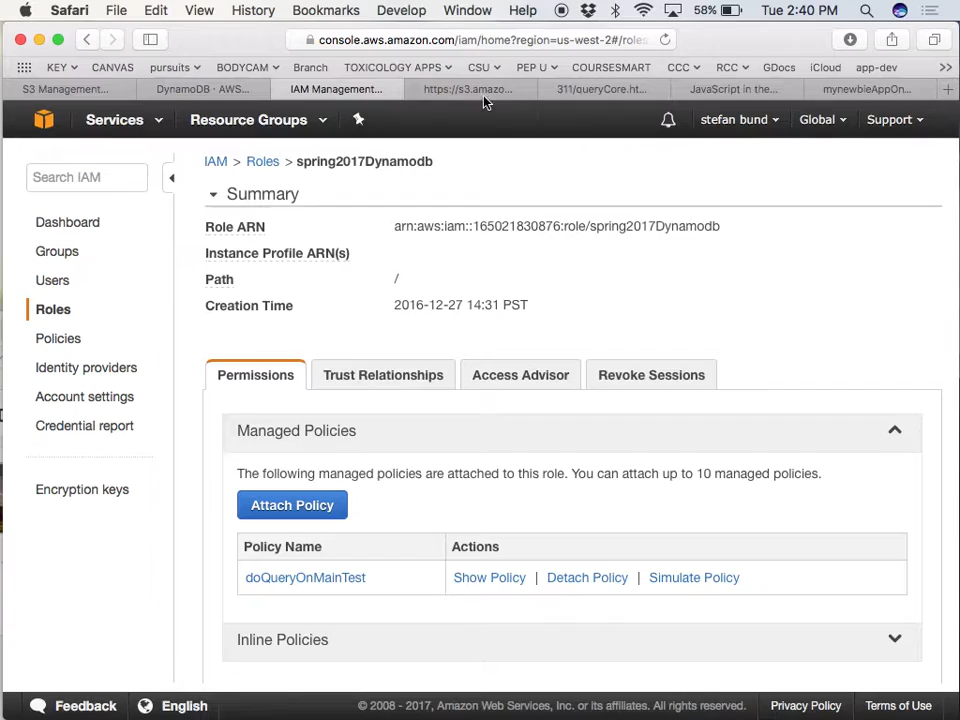 Safari File Edit View History Bookmarks Develop Window Help 58% Tue 2:40 PM
console.aws.amazon.com/iam/home?region=us-west-2#/roles
KEY CANVAS pursuits BODYCAM Branch TOXICOLOGY APPS CSU PEP U COURSESMART CCC RCC GDocs iCloud app-dev
S3 Management... DynamoDB · AWS... IAM Management... https://s3.amazo... 311/queryCore.ht... JavaScript in the... mynewbieAppOn...
Services Resource Groups stefan bund Global Support
Search IAM
Dashboard
Groups
Users
Roles
Policies
Identity providers
Account settings
Credential report
Encryption keys
IAM > Roles > spring2017Dynamodb
Summary
Role ARN arn:aws:iam::165021830876:role/spring2017Dynamodb
Instance Profile ARN(s)
Path /
Creation Time 2016-12-27 14:31 PST
Permissions Trust Relationships Access Advisor Revoke Sessions
Managed Policies
The following managed policies are attached to this role. You can attach up to 10 managed policies.
Attach Policy
Policy Name Actions
doQueryOnMainTest Show Policy | Detach Policy | Simulate Policy
Inline Policies
Feedback English © 2008 - 2017, Amazon Web Services, Inc. or its affiliates. All rights reserved. Privacy Policy Terms of Use